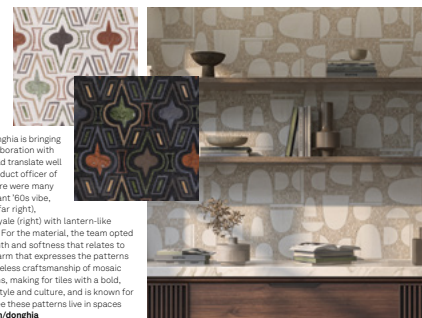 nghia is bringing
boration with
d translate well
duct officer of
re were many
ant '60s vibe,
far right),
yale (right) with lantern-like
For the material, the team opted
th and softness that relates to
arm that expresses the patterns
eless craftsmanship of mosaic
s, making for tiles with a bold,
style and culture, and is known for
e these patterns live in spaces
n/donghia